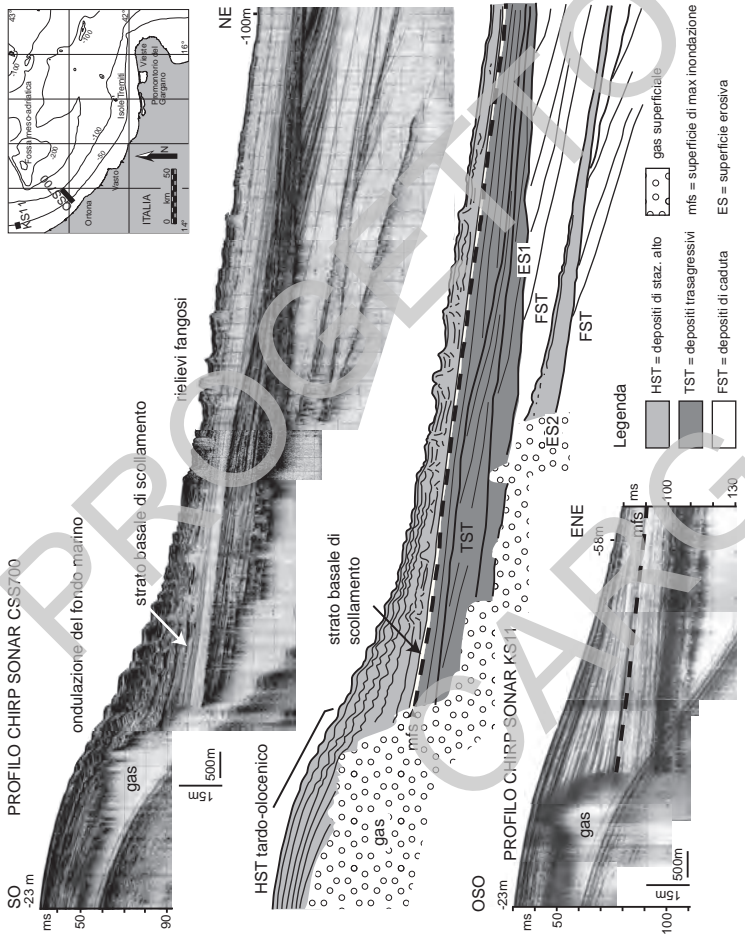 SO
PROFILO CHIRP SONAR CSS700
NE
-23 m
-100m
ms
50
90
ondulazione del fondo marino
strato basale di scollamento
rielievi fangosi
gas
15m
500m
43°
42°
16°
14°
-100
-100
-200
-100
-50
Fossa meso-adriatica
KS11
CSS700
Ortona
Vasto
Isole Tremiti
Vieste
Promontorio del
Gargano
ITALIA
N
0 km 50
HST tardo-olocenico
strato basale di
scollamento
mfs
gas
TST
ES1
ES2
FST
FST
OSO
PROFILO CHIRP SONAR KS11
ENE
-23m
-58m
ms
50
100
gas
mfs
ms
100
130
15m
500m
Legenda
HST = depositi di staz. alto
TST = depositi trasagressivi
FST = depositi di caduta
gas superficiale
mfs = superficie di max inondazione
ES = superficie erosiva
PROGETTO
CARG